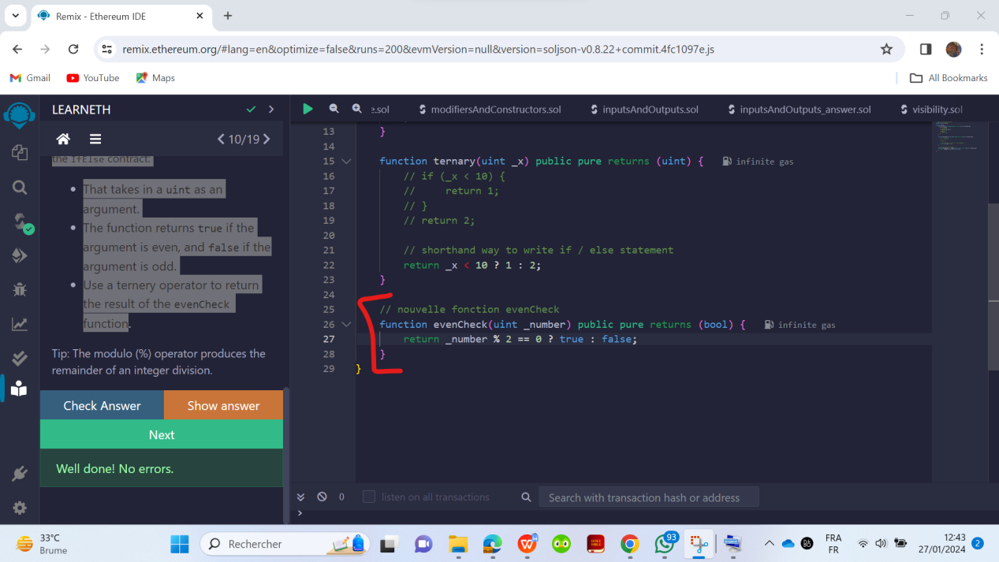 Remix - Ethereum IDE
remix.ethereum.org/#lang=en&optimize=false&runs=200&evmVersion=null&version=soljson-v0.8.22+commit.4fc1097e.js
Gmail YouTube Maps All Bookmarks
LEARNETH
10/19
the IfElse contract:
• That takes in a uint as an
argument.
• The function returns true if the
argument is even, and false if the
argument is odd.
• Use a ternery operator to return
the result of the evenCheck
function.
Tip: The modulo (%) operator produces the
remainder of an integer division.
Check Answer Show answer
Next
Well done! No errors.
e.sol modifiersAndConstructors.sol inputsAndOutputs.sol inputsAndOutputs_answer.sol visibility.sol
13 }
14
15 function ternary(uint _x) public pure returns (uint) { infinite gas
16 // if (_x < 10) {
17 // return 1;
18 // }
19 // return 2;
20
21 // shorthand way to write if / else statement
22 return _x < 10 ? 1 : 2;
23 }
24
25 // nouvelle fonction evenCheck
26 function evenCheck(uint _number) public pure returns (bool) { infinite gas
27 return _number % 2 == 0 ? true : false;
28 }
29 }
0 listen on all transactions Search with transaction hash or address
>
33°C
Brume
Rechercher
93
FRA
FR
12:43
27/01/2024
2